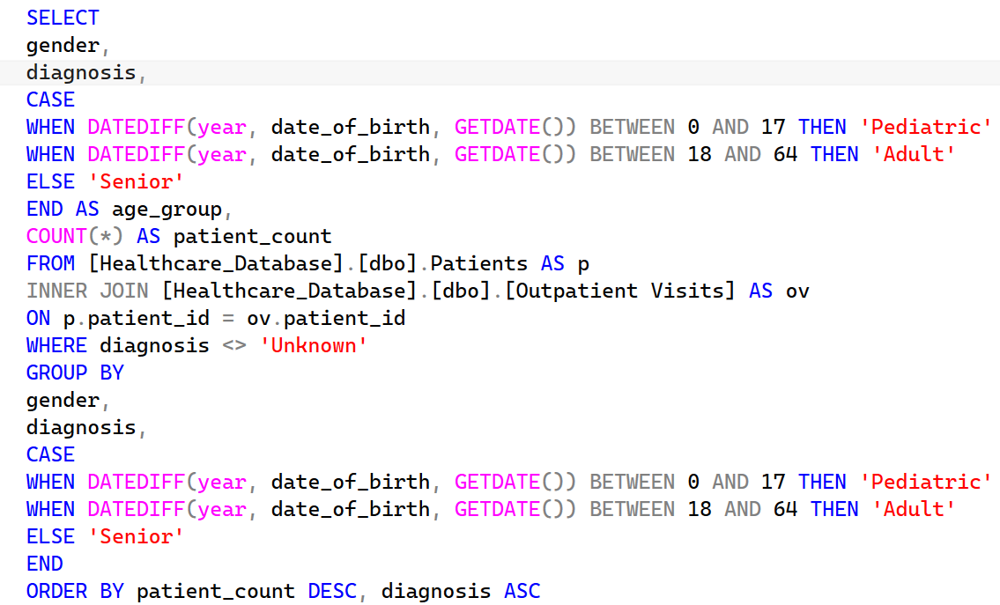 SELECT
gender,
diagnosis,
CASE
WHEN DATEDIFF(year, date_of_birth, GETDATE()) BETWEEN 0 AND 17 THEN 'Pediatric'
WHEN DATEDIFF(year, date_of_birth, GETDATE()) BETWEEN 18 AND 64 THEN 'Adult'
ELSE 'Senior'
END AS age_group,
COUNT(*) AS patient_count
FROM [Healthcare_Database].[dbo].Patients AS p
INNER JOIN [Healthcare_Database].[dbo].[Outpatient Visits] AS ov
ON p.patient_id = ov.patient_id
WHERE diagnosis <> 'Unknown'
GROUP BY
gender,
diagnosis,
CASE
WHEN DATEDIFF(year, date_of_birth, GETDATE()) BETWEEN 0 AND 17 THEN 'Pediatric'
WHEN DATEDIFF(year, date_of_birth, GETDATE()) BETWEEN 18 AND 64 THEN 'Adult'
ELSE 'Senior'
END
ORDER BY patient_count DESC, diagnosis ASC